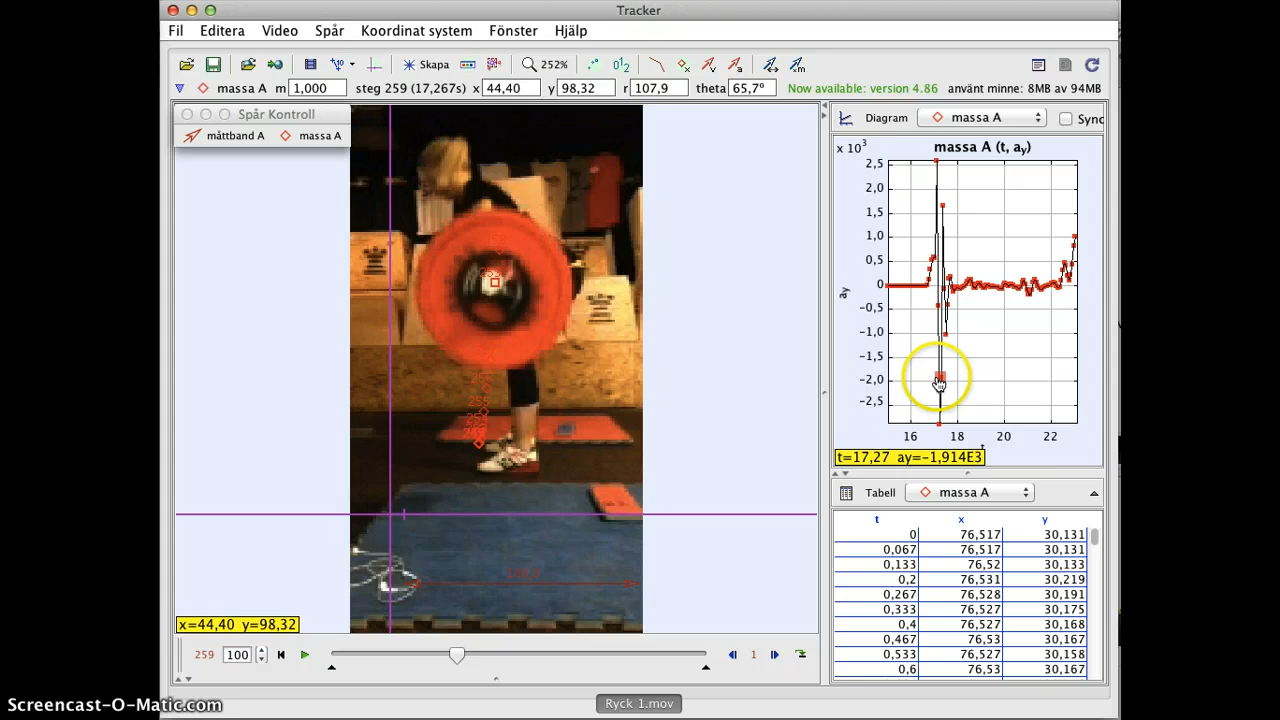 Tracker
Fil Editera Video Spår Koordinat system Fönster Hjälp
Skapa 252%
massa A m 1,000 steg 259 (17,267s) x 44,40 y 98,32 r 107,9 theta 65,7° Now available: version 4.86 använt minne: 8MB av 94MB
Spår Kontroll
måttband A massa A
Diagram massa A Sync
massa A (t, ay)
x 10³
2,5
2,0
1,5
1,0
0,5
0
−0,5
−1,0
−1,5
−2,0
−2,5
ay
16 18 20 22
t
t=17,27 ay=−1,914E3
Tabell massa A
t x y
0 76,517 30,131
0,067 76,517 30,131
0,133 76,52 30,133
0,2 76,531 30,219
0,267 76,528 30,191
0,333 76,527 30,175
0,4 76,527 30,168
0,467 76,53 30,167
0,533 76,527 30,158
0,6 76,53 30,167
x=44,40 y=98,32
259 100 1
Ryck 1.mov
Screencast-O-Matic.com